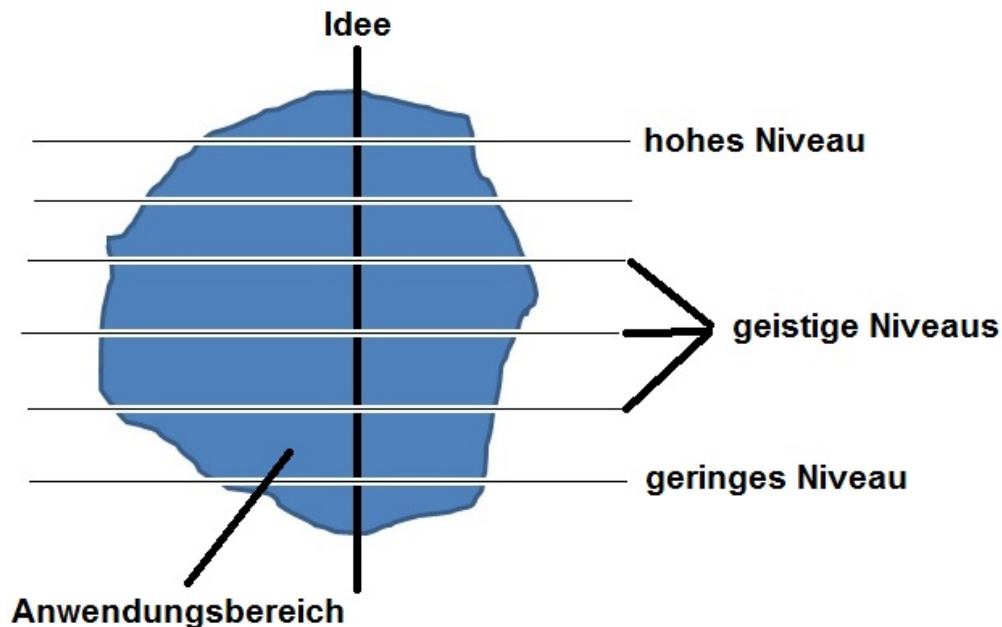 Idee
hohes Niveau
geistige Niveaus
geringes Niveau
Anwendungsbereich